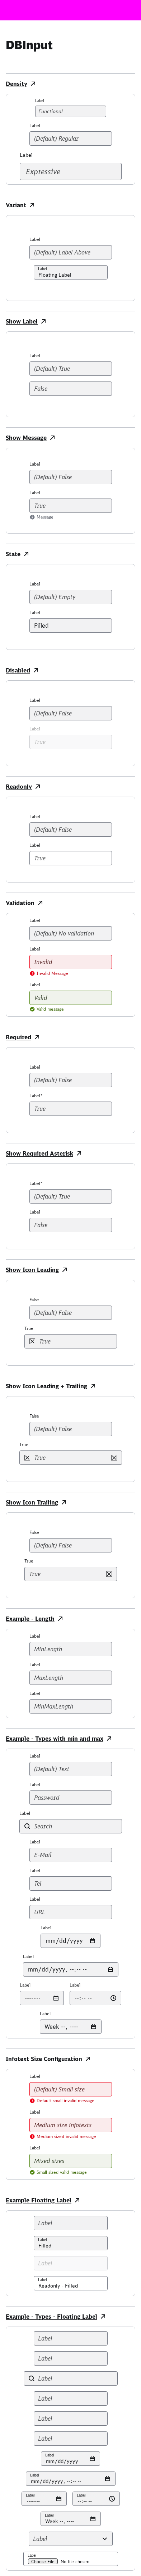 DBInput
Density
Label
Functional
Label
(Default) Regular
Label
Expressive
Variant
Label
(Default) Label Above
Label
Floating Label
Show Label
Label
(Default) True
False
Show Message
Label
(Default) False
Label
True
Message
State
Label
(Default) Empty
Label
Filled
Disabled
Label
(Default) False
Label
True
Readonly
Label
(Default) False
Label
True
Validation
Label
(Default) No validation
Label
Invalid
Invalid Message
Label
Valid
Valid message
Required
Label
(Default) False
Label*
True
Show Required Asterisk
Label*
(Default) True
Label
False
Show Icon Leading
False
(Default) False
True
True
Show Icon Leading + Trailing
False
(Default) False
True
True
Show Icon Trailing
False
(Default) False
True
True
Example - Length
Label
MinLength
Label
MaxLength
Label
MinMaxLength
Example - Types with min and max
Label
(Default) Text
Label
Password
Label
Search
Label
E-Mail
Label
Tel
Label
URL
Label
mm/dd/yyyy
Label
mm/dd/yyyy, --:-- --
Label Label
------- --:-- --
Label
Week --, ----
Infotext Size Configuration
Label
(Default) Small size
Default small invalid message
Label
Medium size Infotexts
Medium sized invalid message
Label
Mixed sizes
Small sized valid message
Example Floating Label
Label
Label
Filled
Label
Label
Readonly - Filled
Example - Types - Floating Label
Label
Label
Label
Label
Label
Label
Label
mm/dd/yyyy
Label
mm/dd/yyyy, --:-- --
Label Label
------- --:-- --
Label
Week --, ----
Label
Label
Choose File No file chosen